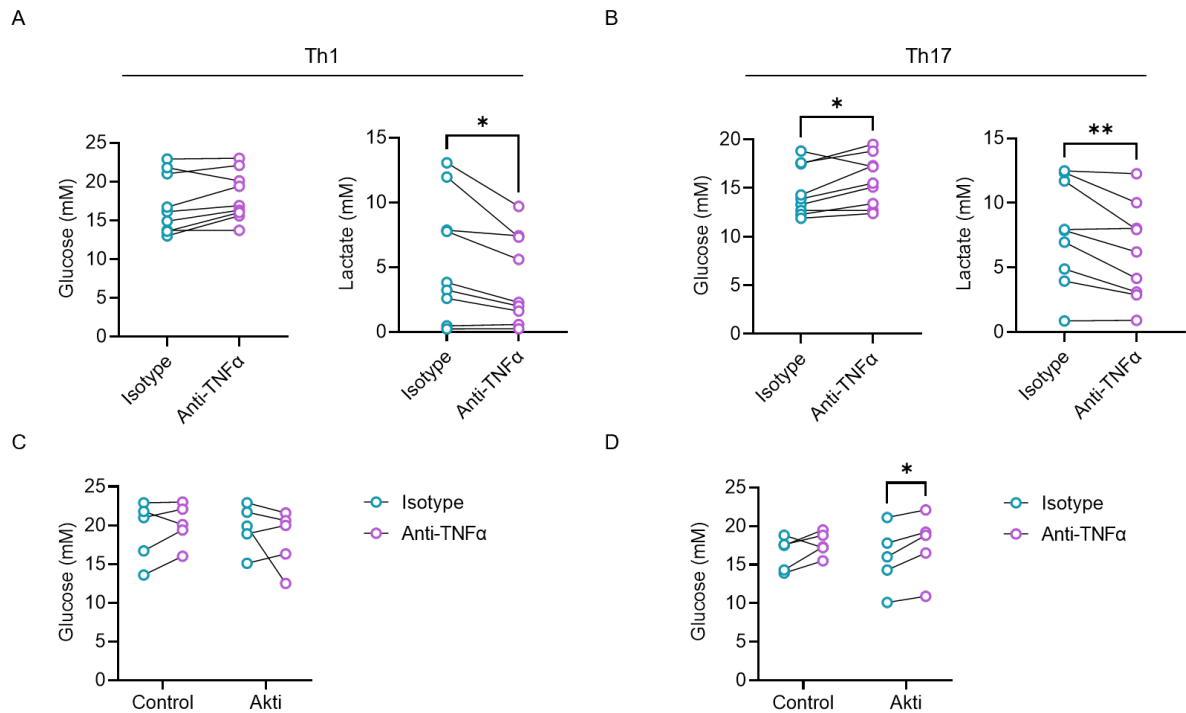 A
B
Th1
Th17
Glucose (mM)
25
20
15
10
5
0
Isotype
Anti-TNFα
Lactate (mM)
15
10
5
0
*
Isotype
Anti-TNFα
Glucose (mM)
20
15
10
5
0
*
Isotype
Anti-TNFα
Lactate (mM)
15
10
5
0
**
Isotype
Anti-TNFα
C
D
Glucose (mM)
25
20
15
10
5
0
Control
Akti
Isotype
Anti-TNFα
Glucose (mM)
25
20
15
10
5
0
*
Control
Akti
Isotype
Anti-TNFα